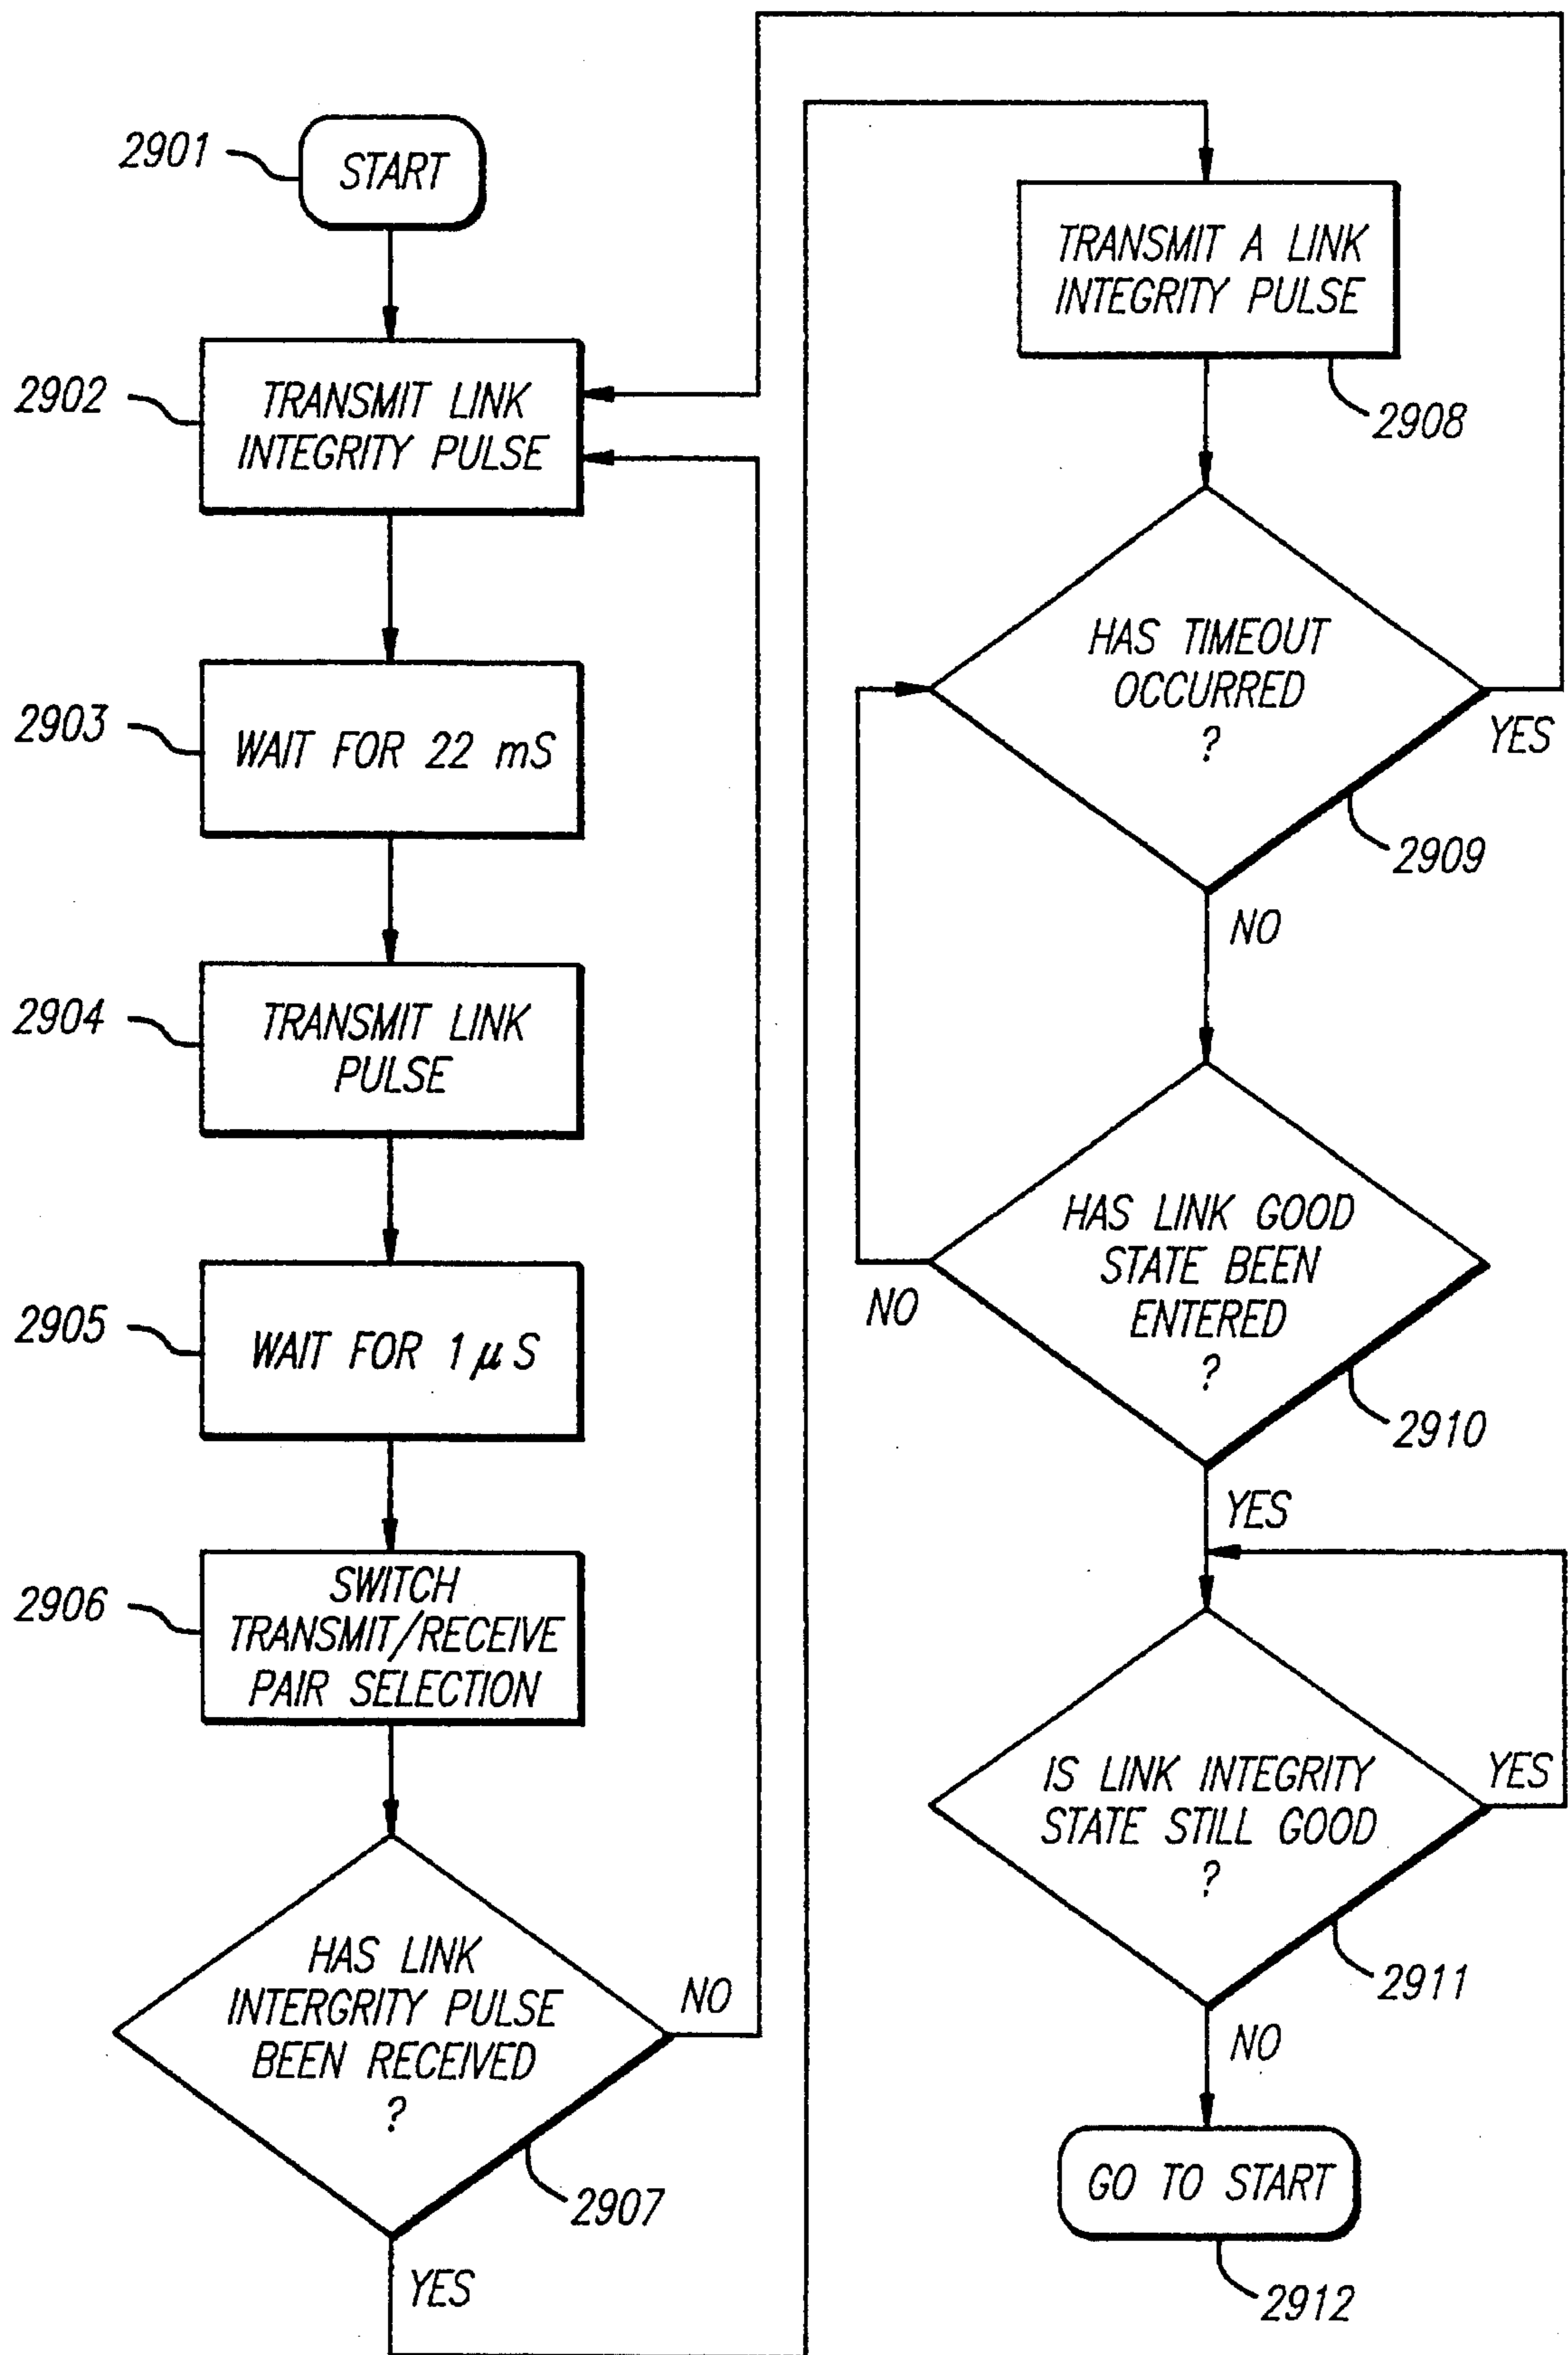 2901
START
2902
TRANSMIT LINK
INTEGRITY PULSE
2903
WAIT FOR 22 mS
2904
TRANSMIT LINK
PULSE
2905
WAIT FOR 1 μS
2906
SWITCH
TRANSMIT/RECEIVE
PAIR SELECTION
HAS LINK
INTERGRITY PULSE
BEEN RECEIVED
?
NO
2907
YES
TRANSMIT A LINK
INTEGRITY PULSE
2908
HAS TIMEOUT
OCCURRED
?
YES
2909
NO
HAS LINK GOOD
STATE BEEN
ENTERED
?
NO
2910
YES
IS LINK INTEGRITY
STATE STILL GOOD
?
YES
2911
NO
GO TO START
2912